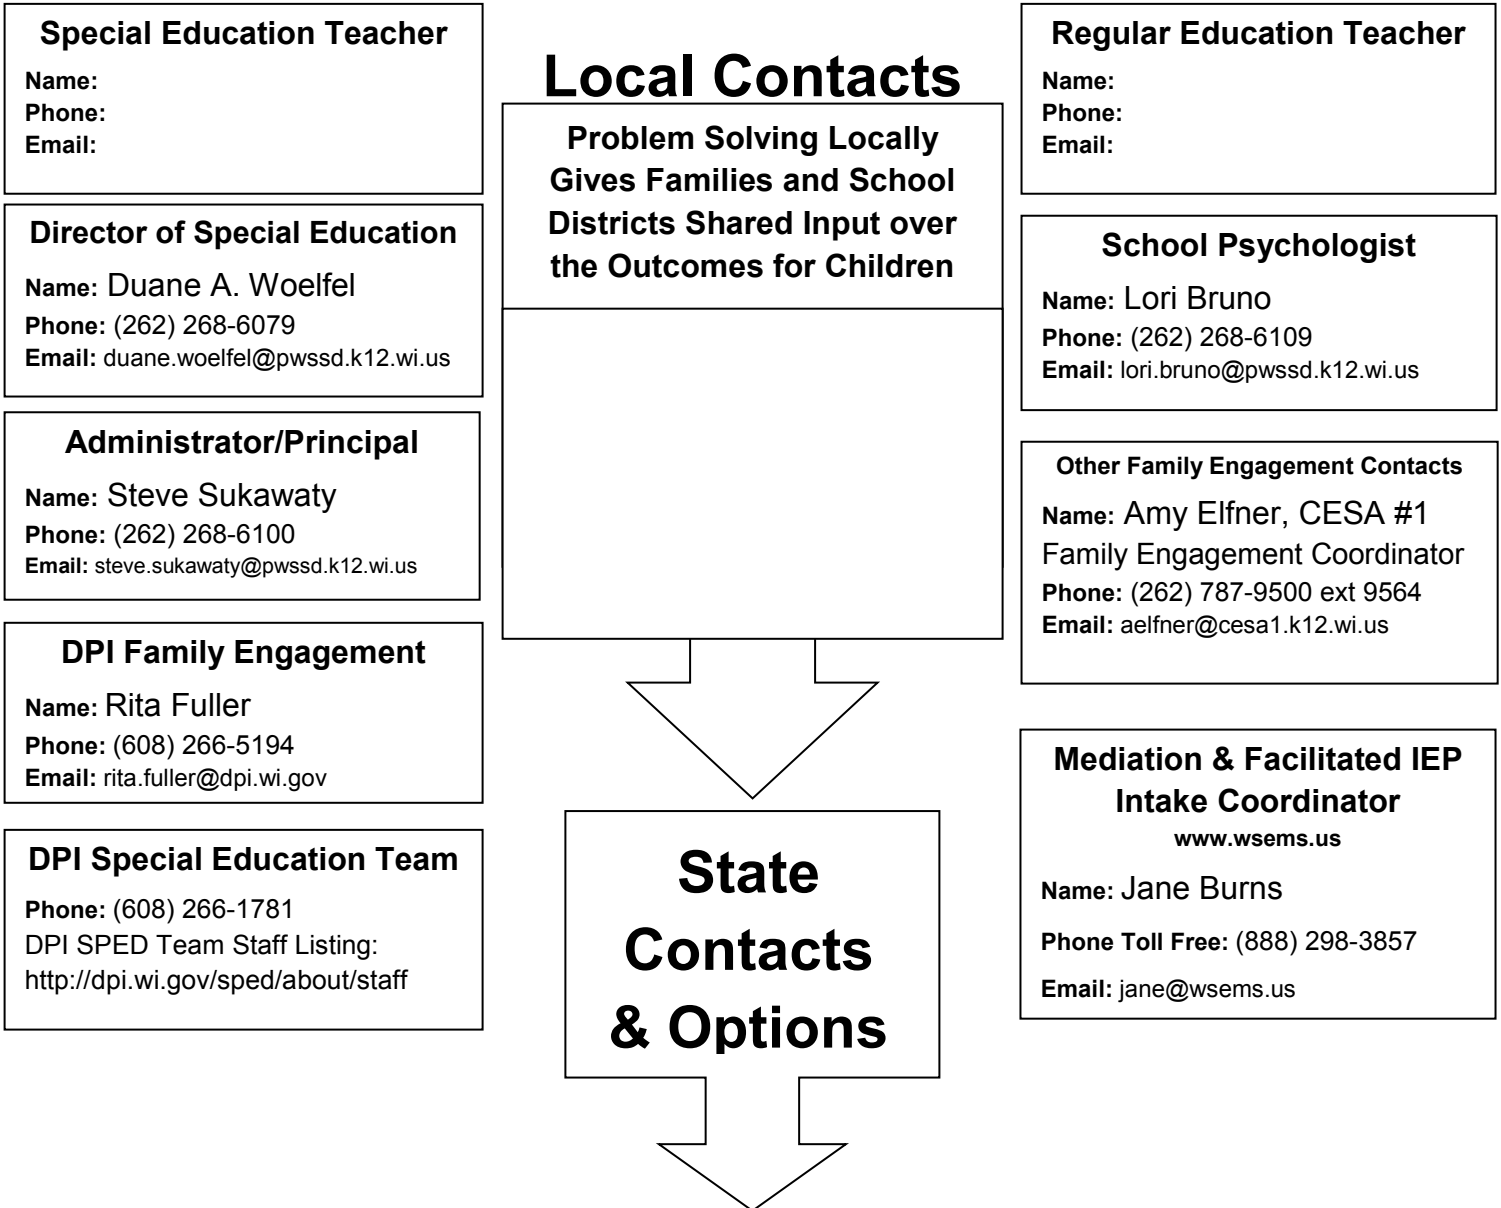 Special Education Teacher
Name:
Phone:
Email:
Local Contacts
Problem Solving Locally
Gives Families and School
Districts Shared Input over
the Outcomes for Children
Regular Education Teacher
Name:
Phone:
Email:
Director of Special Education
Name: Duane A. Woelfel
Phone: (262) 268-6079
Email: duane.woelfel@pwssd.k12.wi.us
School Psychologist
Name: Lori Bruno
Phone: (262) 268-6109
Email: lori.bruno@pwssd.k12.wi.us
Administrator/Principal
Name: Steve Sukawaty
Phone: (262) 268-6100
Email: steve.sukawaty@pwssd.k12.wi.us
Other Family Engagement Contacts
Name: Amy Elfner, CESA #1
Family Engagement Coordinator
Phone: (262) 787-9500 ext 9564
Email: aelfner@cesa1.k12.wi.us
DPI Family Engagement
Name: Rita Fuller
Phone: (608) 266-5194
Email: rita.fuller@dpi.wi.gov
Mediation & Facilitated IEP
Intake Coordinator
www.wsems.us
Name: Jane Burns
Phone Toll Free: (888) 298-3857
Email: jane@wsems.us
DPI Special Education Team
Phone: (608) 266-1781
DPI SPED Team Staff Listing:
http://dpi.wi.gov/sped/about/staff
State
Contacts
& Options